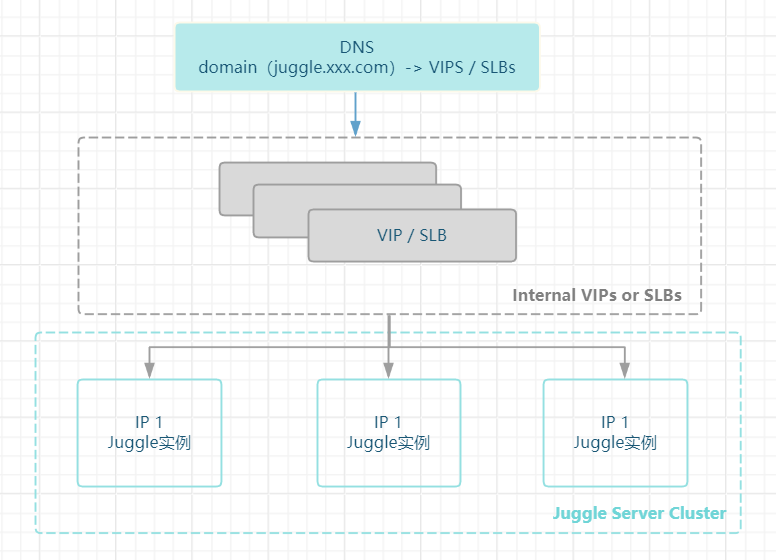 DNS
domain（juggle.xxx.com）-> VIPS / SLBs
VIP / SLB
Internal VIPs or SLBs
IP 1
Juggle实例
IP 1
Juggle实例
IP 1
Juggle实例
Juggle Server Cluster